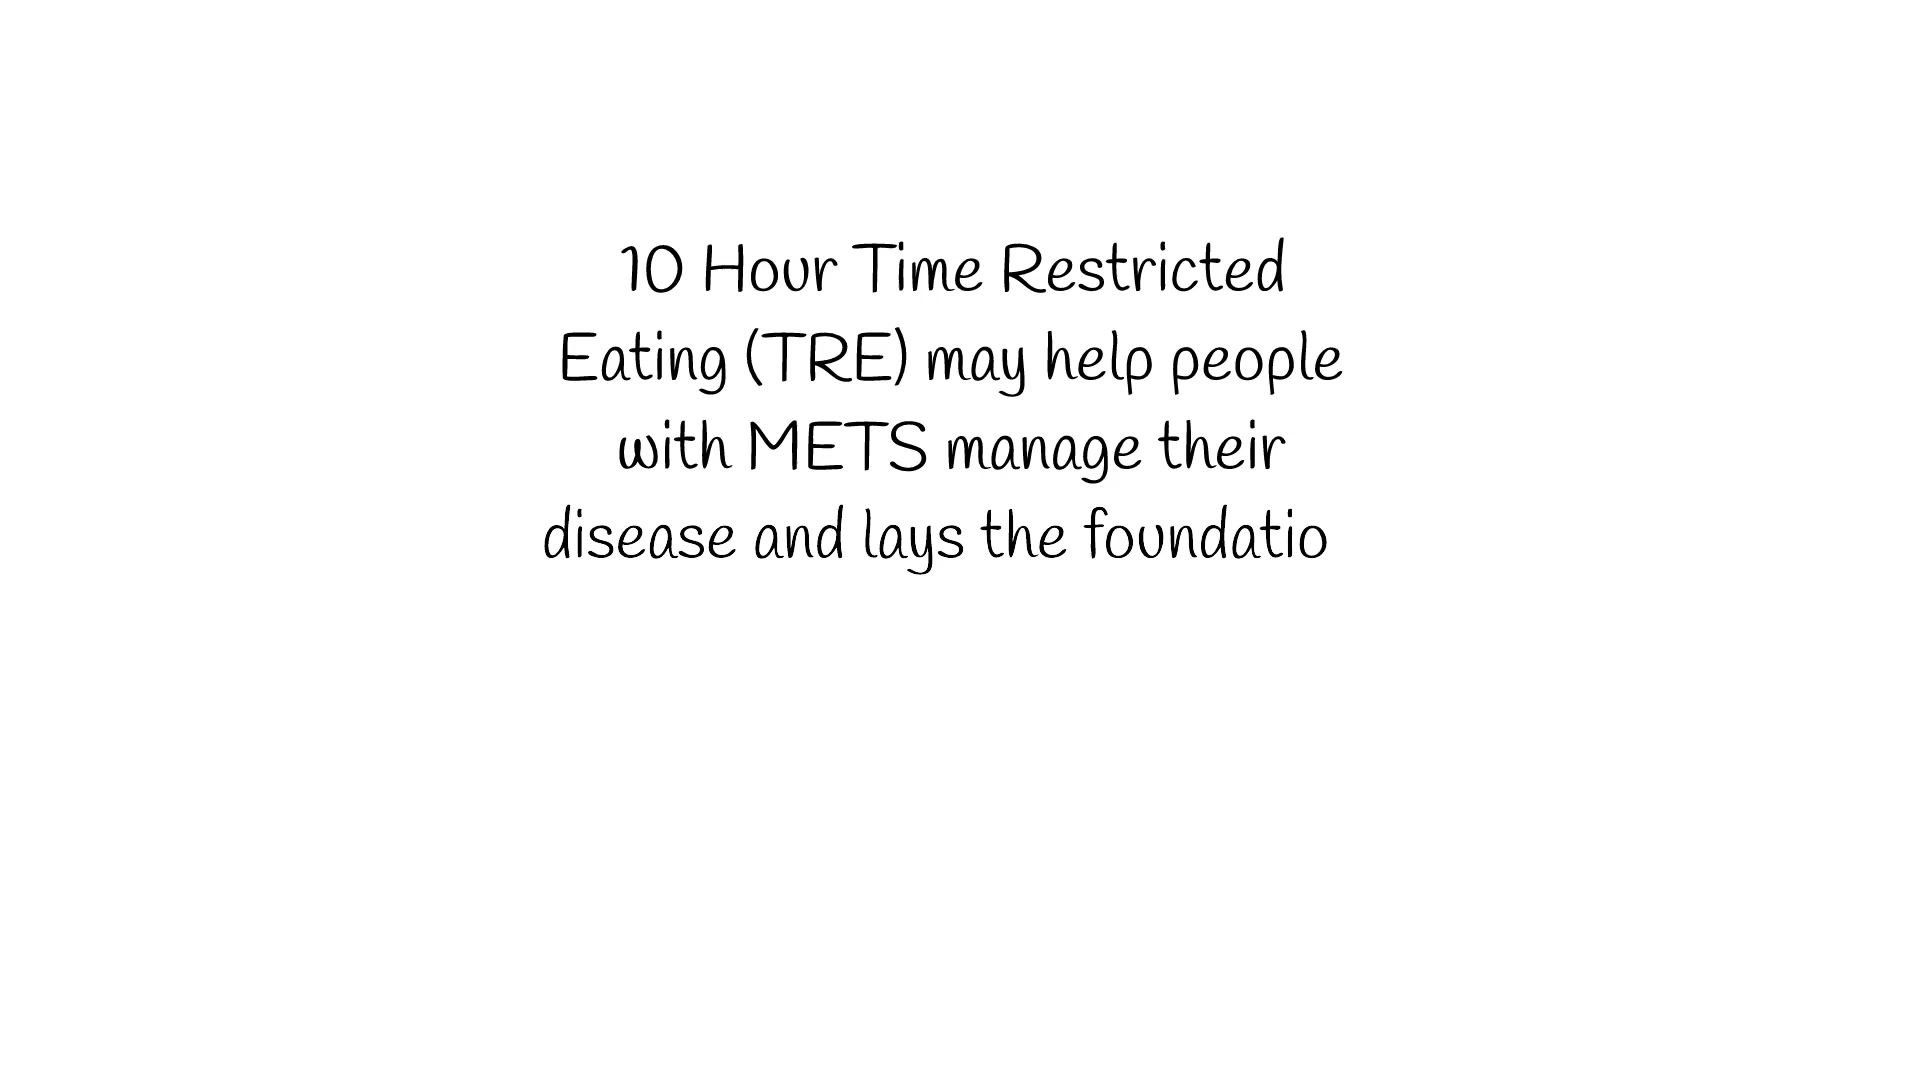 10 Hour Time Restricted
Eating (TRE) may help people
with METS manage their
disease and lays the foundatio